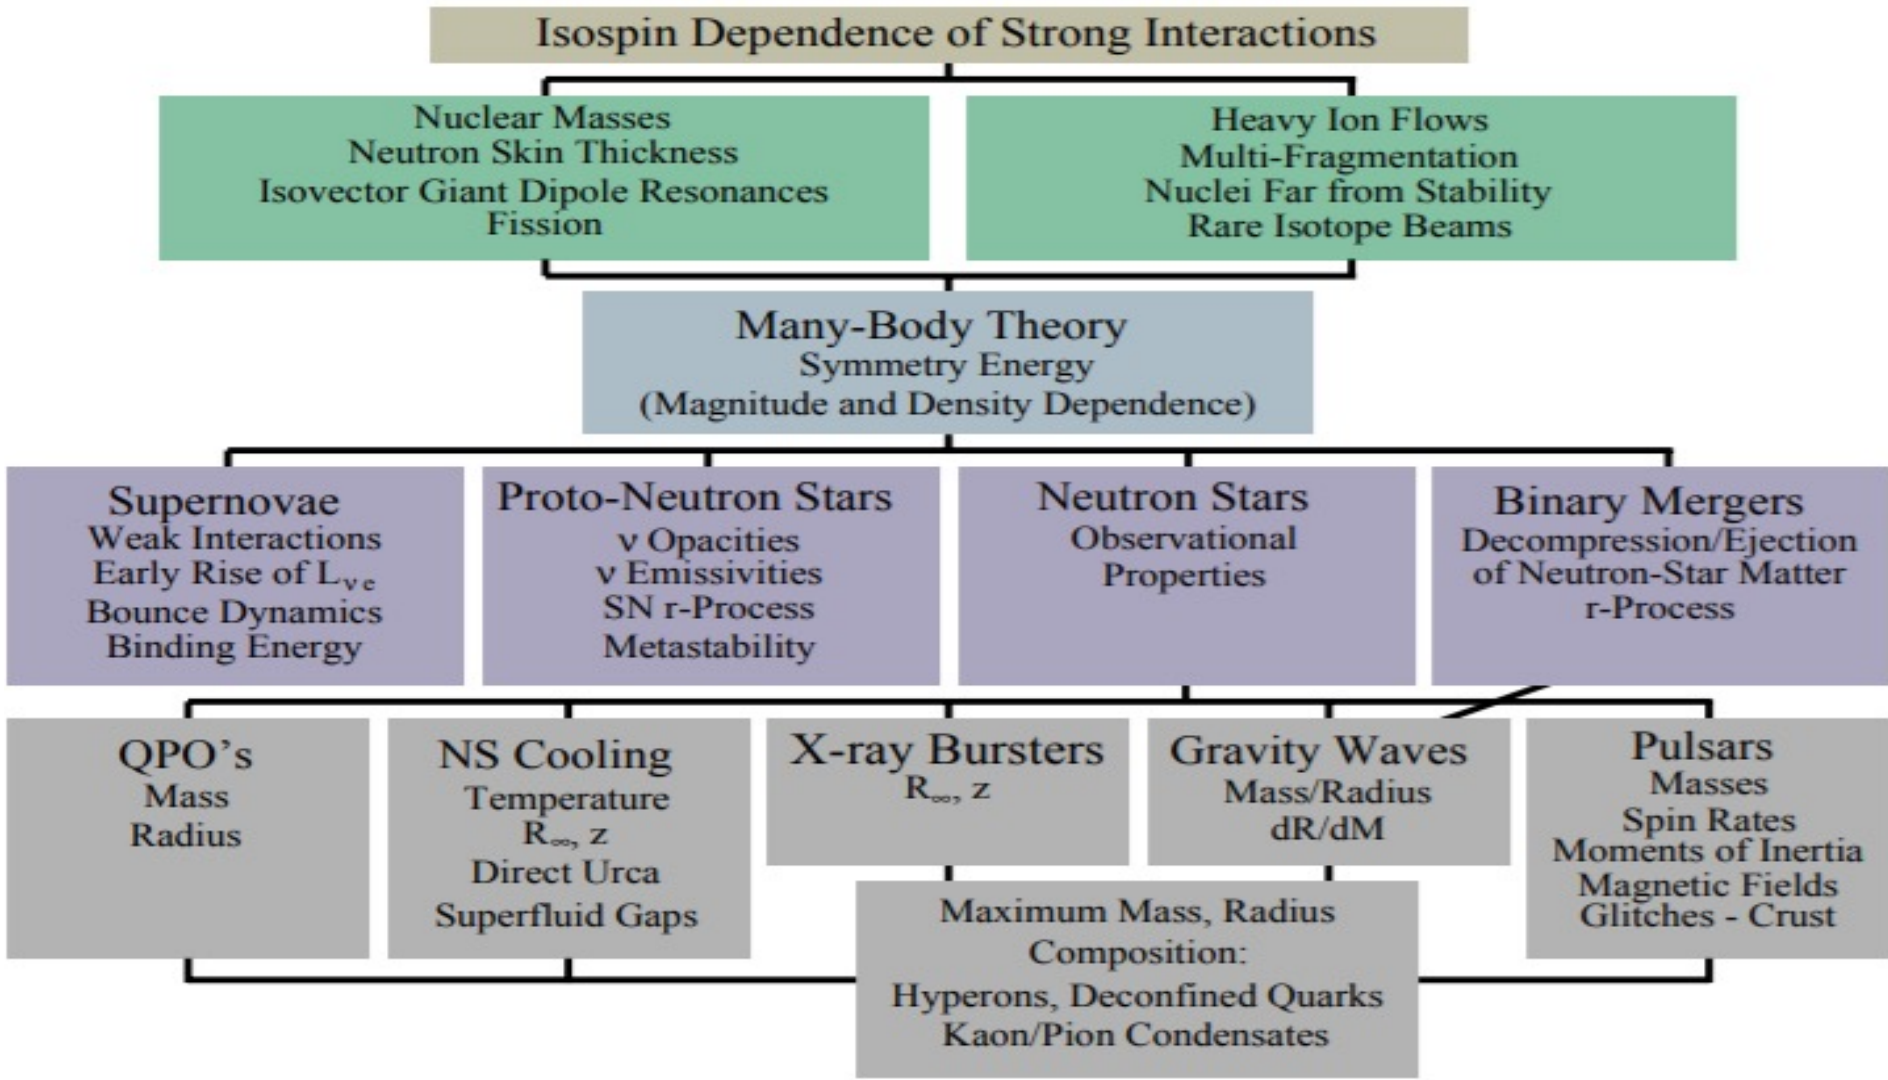 Isospin Dependence of Strong Interactions
Nuclear Masses
Neutron Skin Thickness
Isovector Giant Dipole Resonances
Fission
Heavy Ion Flows
Multi-Fragmentation
Nuclei Far from Stability
Rare Isotope Beams
Many-Body Theory
Symmetry Energy
(Magnitude and Density Dependence)
Supernovae
Weak Interactions
Early Rise of Lνe
Bounce Dynamics
Binding Energy
Proto-Neutron Stars
ν Opacities
ν Emissivities
SN r-Process
Metastability
Neutron Stars
Observational
Properties
Binary Mergers
Decompression/Ejection
of Neutron-Star Matter
r-Process
QPO’s
Mass
Radius
NS Cooling
Temperature
R∞, z
Direct Urca
Superfluid Gaps
X-ray Bursters
R∞, z
Gravity Waves
Mass/Radius
dR/dM
Pulsars
Masses
Spin Rates
Moments of Inertia
Magnetic Fields
Glitches - Crust
Maximum Mass, Radius
Composition:
Hyperons, Deconfined Quarks
Kaon/Pion Condensates